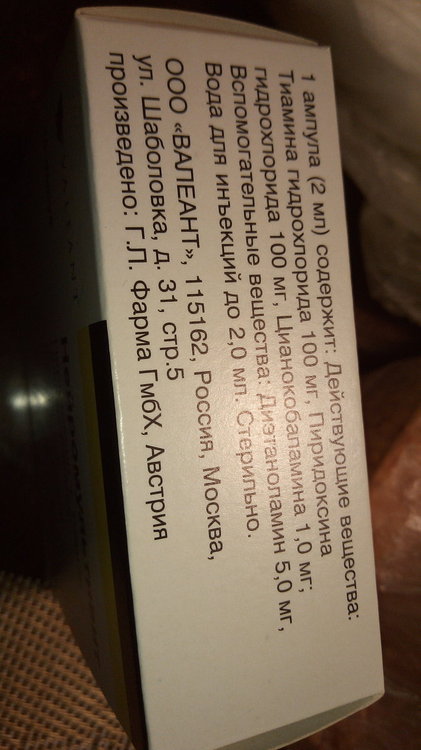 1 ампула (2 мл) содержит: Действующие вещества:
Тиамина гидрохлорида 100 мг, Пиридоксина
гидрохлорида 100 мг, Цианокобаламина 1,0 мг;
Вспомогательные вещества: Диэтаноламин 5,0 мг,
Вода для инъекций до 2,0 мл. Стерильно.
ООО «ВАЛЕАНТ», 115162, Россия, Москва,
ул. Шаболовка, д. 31, стр.5
произведено: Г.Л. Фарма ГмбХ, Австрия